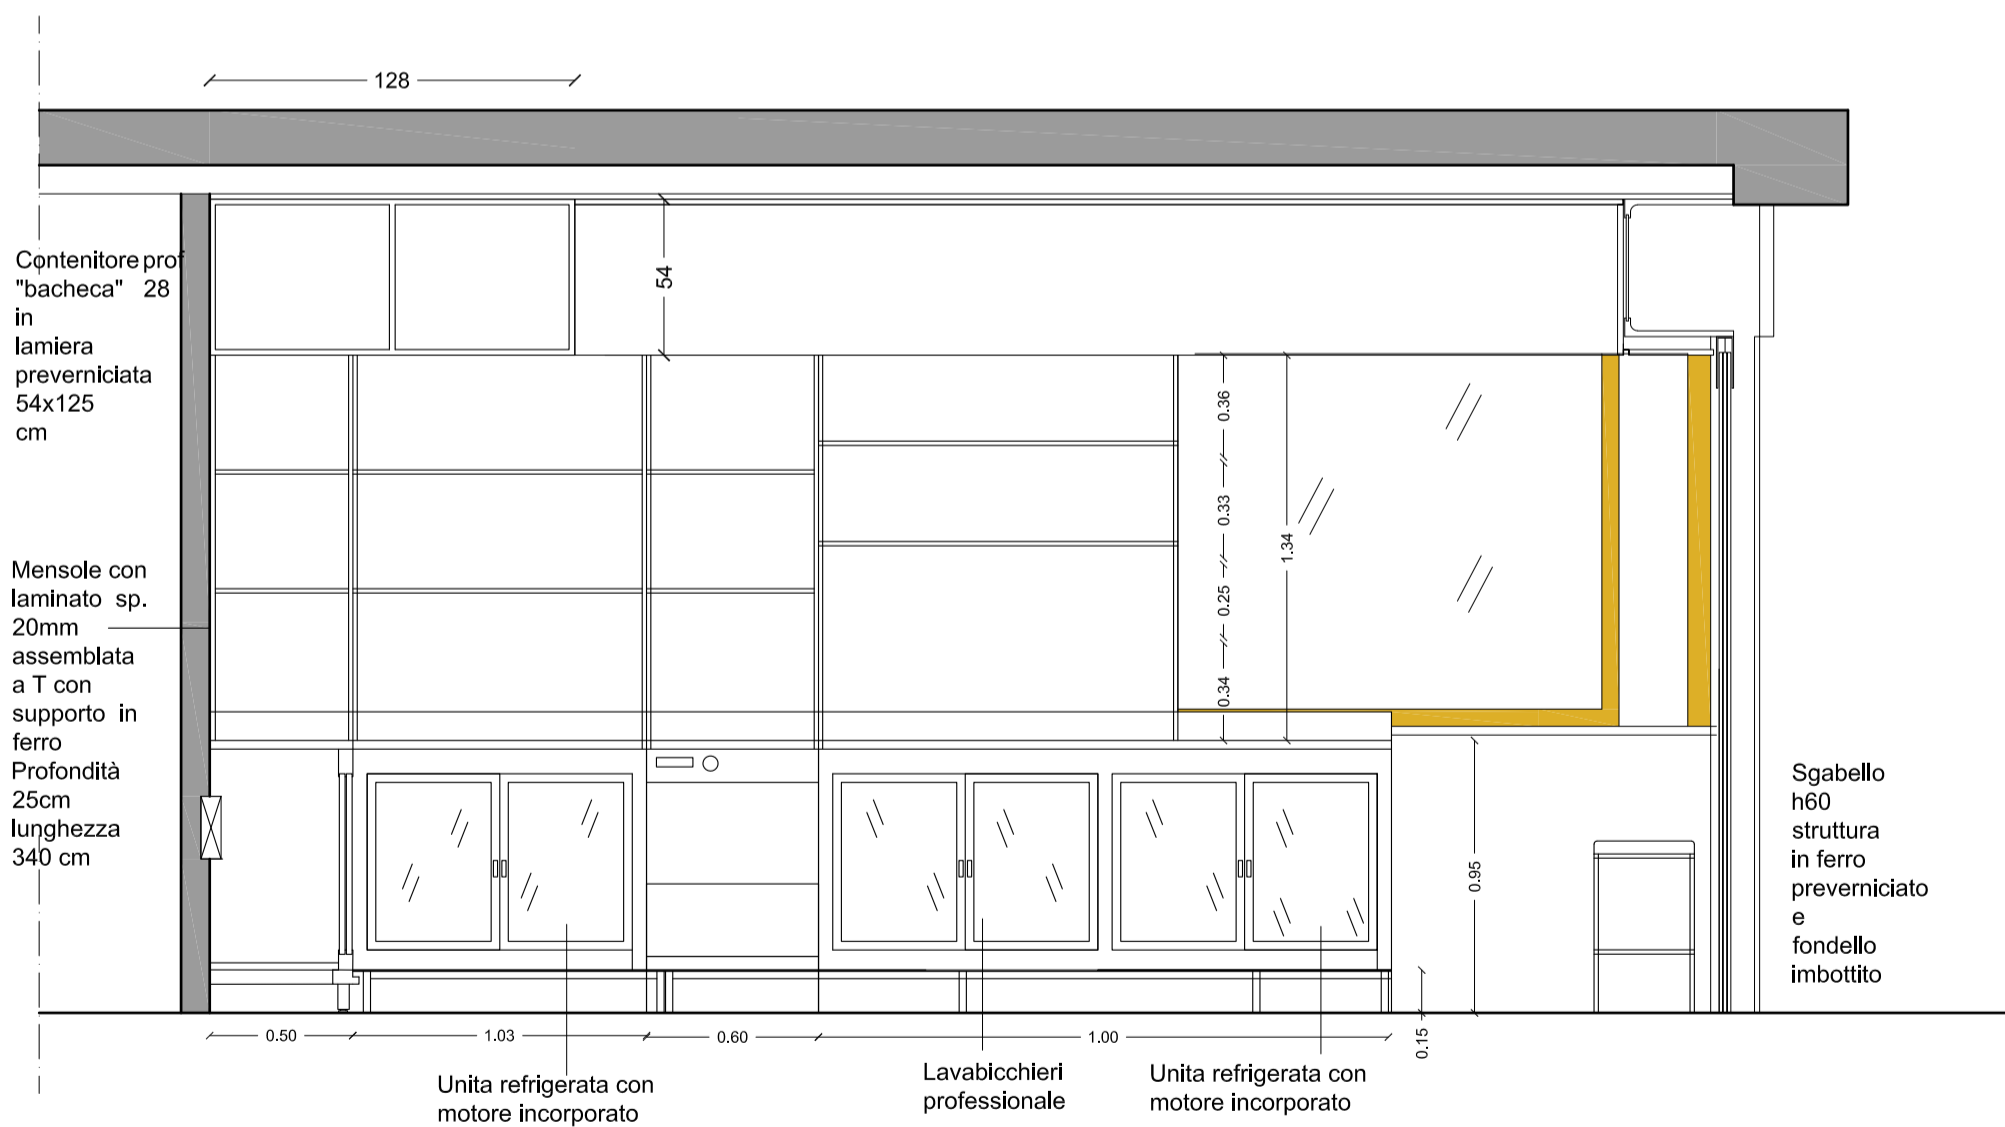 128
54
Contenitore prof
"bacheca" 28
in
lamiera
preverniciata
54x125
cm
0.36
0.33
0.25
0.34
1.34
Mensole con
laminato sp.
20mm
assemblata
a T con
supporto in
ferro
Profondità
25cm
lunghezza
340 cm
Sgabello
h60
struttura
in ferro
preverniciato
e
fondello
imbottito
0.95
0.15
0.50
1.03
0.60
1.00
Unita refrigerata con
motore incorporato
Lavabicchieri
professionale
Unita refrigerata con
motore incorporato